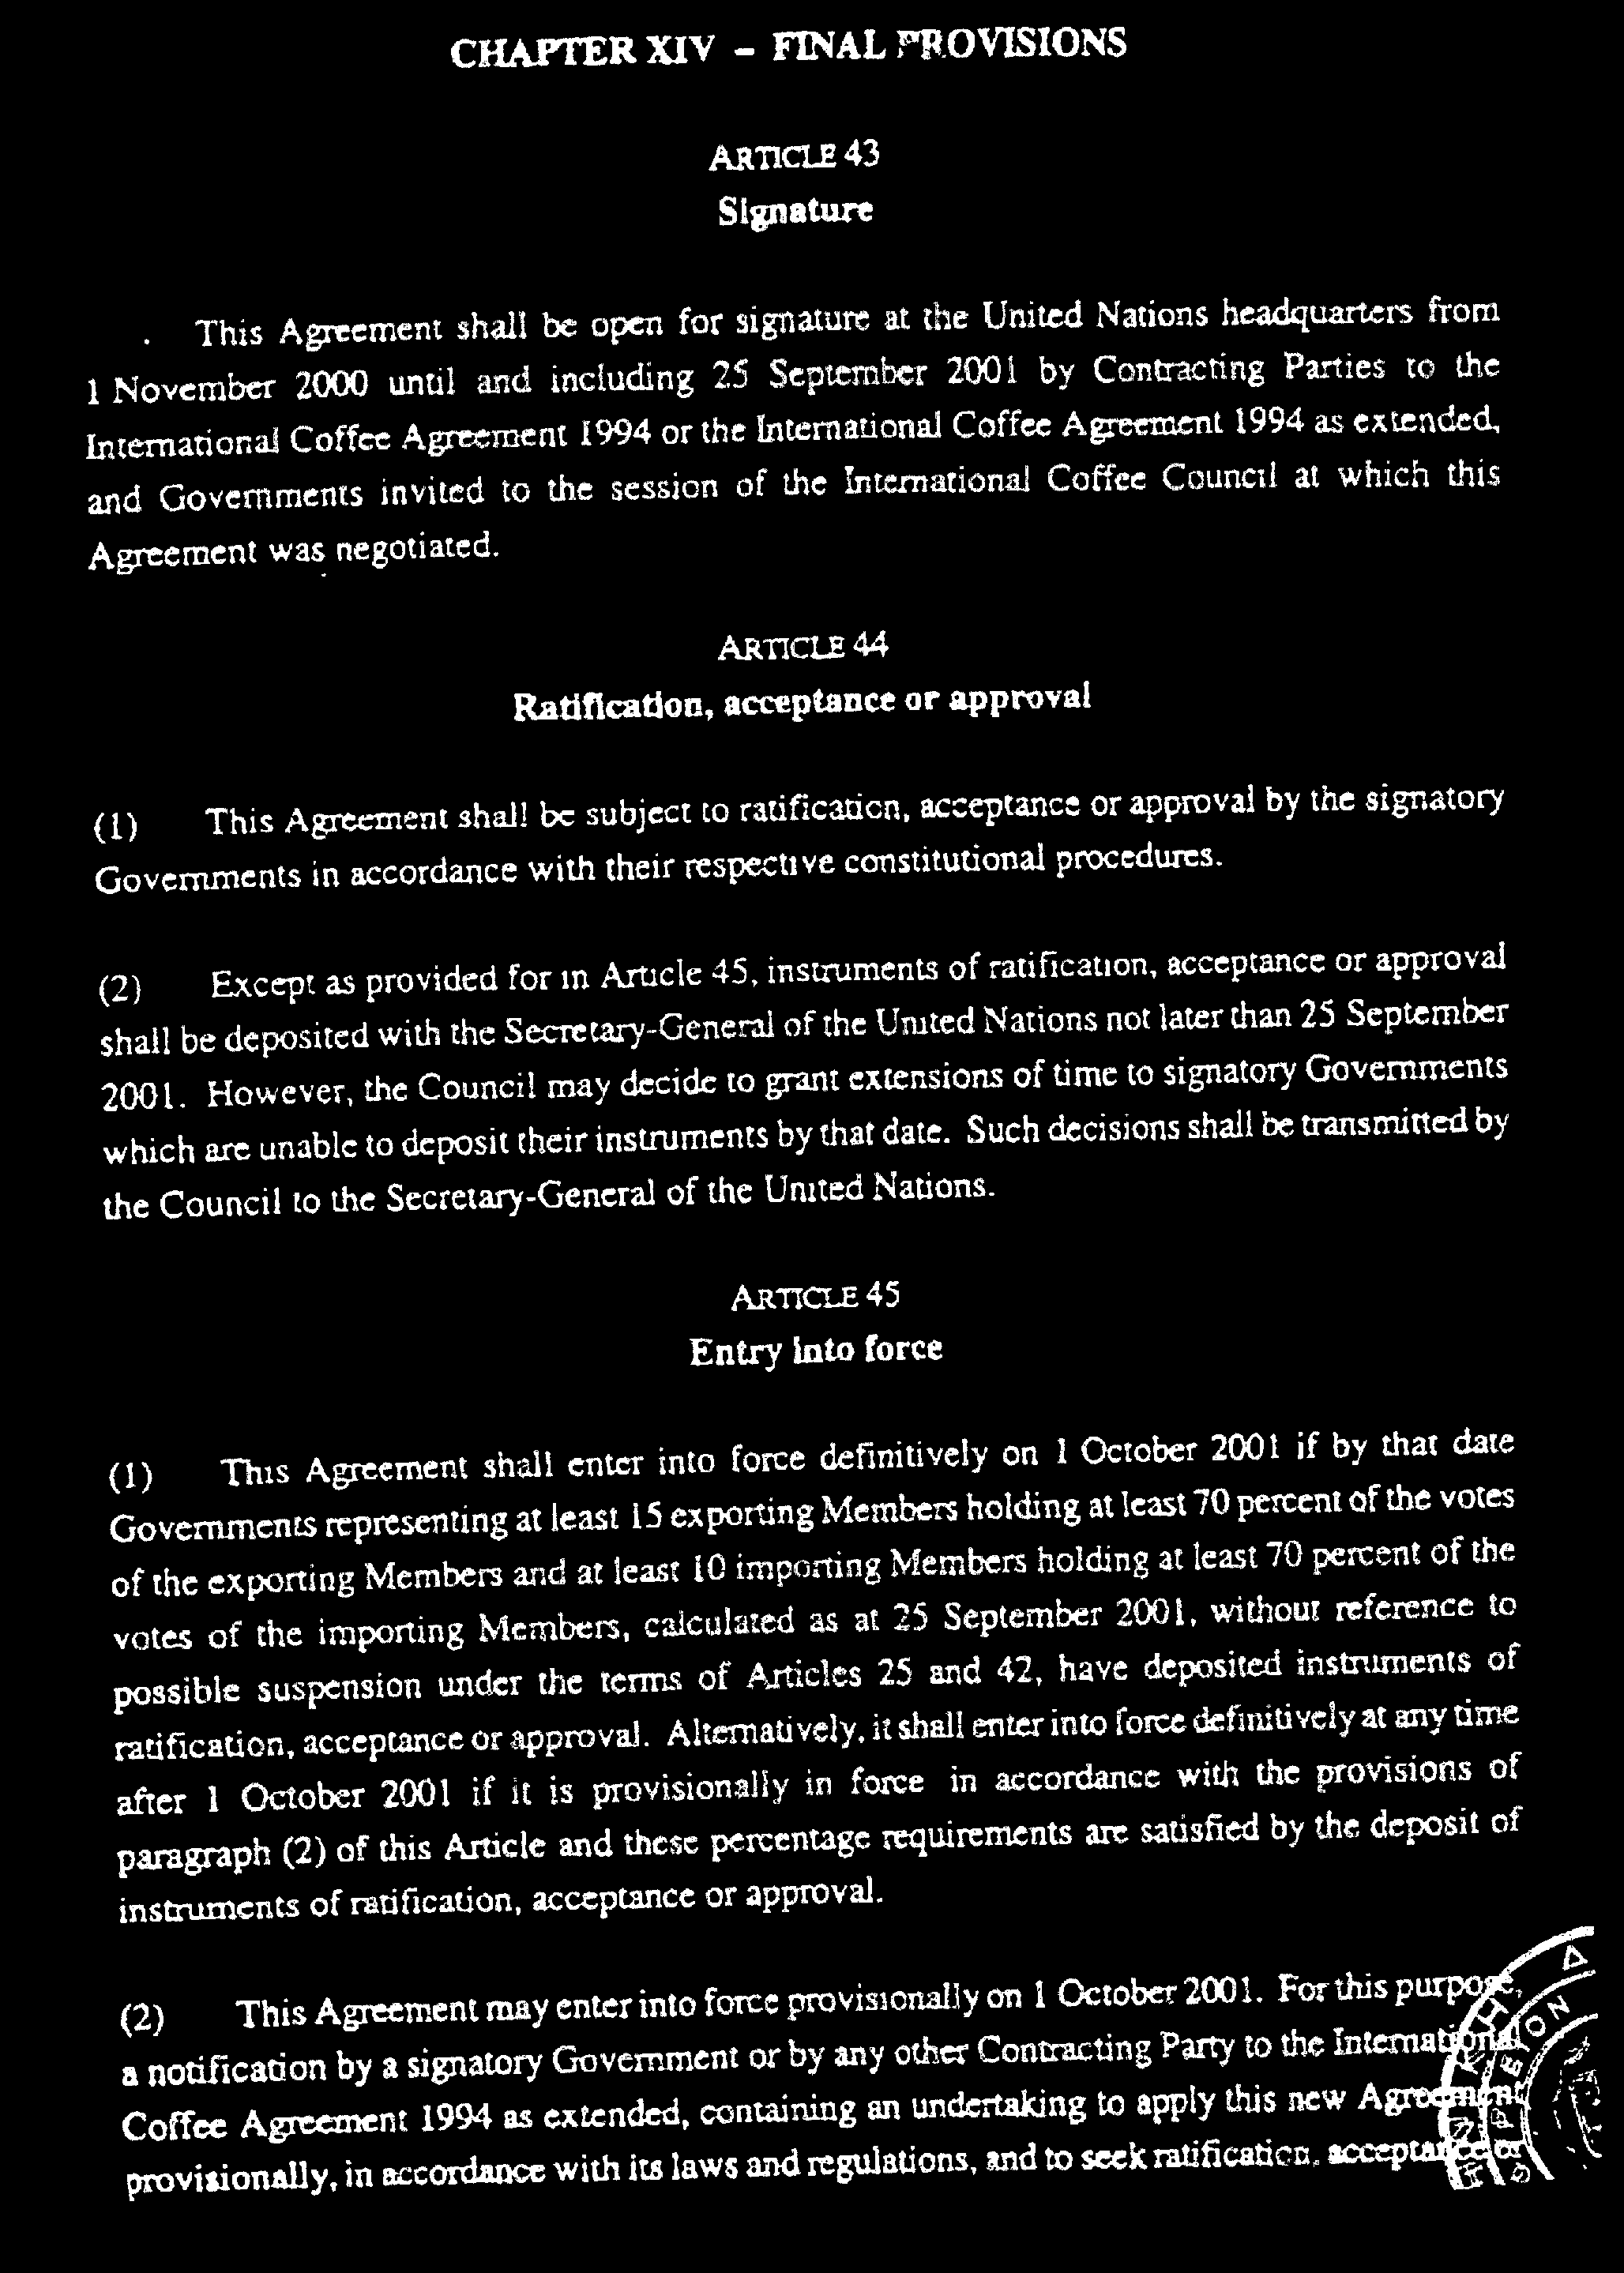 CHAPTER XIV – FINAL PROVISIONS
ARTICLE 43
Signature
This Agreement shall be open for signature at the United Nations headquarters from
1 November 2000 until and including 25 September 2001 by Contracting Parties to the
International Coffee Agreement 1994 or the International Coffee Agreement 1994 as extended,
and Governments invited to the session of the International Coffee Council at which this
Agreement was negotiated.
ARTICLE 44
Ratification, acceptance or approval
(1) This Agreement shall be subject to ratification, acceptance or approval by the signatory
Governments in accordance with their respective constitutional procedures.
(2) Except as provided for in Article 45, instruments of ratification, acceptance or approval
shall be deposited with the Secretary-General of the United Nations not later than 25 September
2001. However, the Council may decide to grant extensions of time to signatory Governments
which are unable to deposit their instruments by that date. Such decisions shall be transmitted by
the Council to the Secretary-General of the United Nations.
ARTICLE 45
Entry into force
(1) This Agreement shall enter into force definitively on 1 October 2001 if by that date
Governments representing at least 15 exporting Members holding at least 70 percent of the votes
of the exporting Members and at least 10 importing Members holding at least 70 percent of the
votes of the importing Members, calculated as at 25 September 2001, without reference to
possible suspension under the terms of Articles 25 and 42, have deposited instruments of
ratification, acceptance or approval. Alternatively, it shall enter into force definitively at any time
after 1 October 2001 if it is provisionally in force in accordance with the provisions of
paragraph (2) of this Article and these percentage requirements are satisfied by the deposit of
instruments of ratification, acceptance or approval.
(2) This Agreement may enter into force provisionally on 1 October 2001. For this purpose,
a notification by a signatory Government or by any other Contracting Party to the International
Coffee Agreement 1994 as extended, containing an undertaking to apply this new Agreement
provisionally, in accordance with its laws and regulations, and to seek ratification, acceptance or